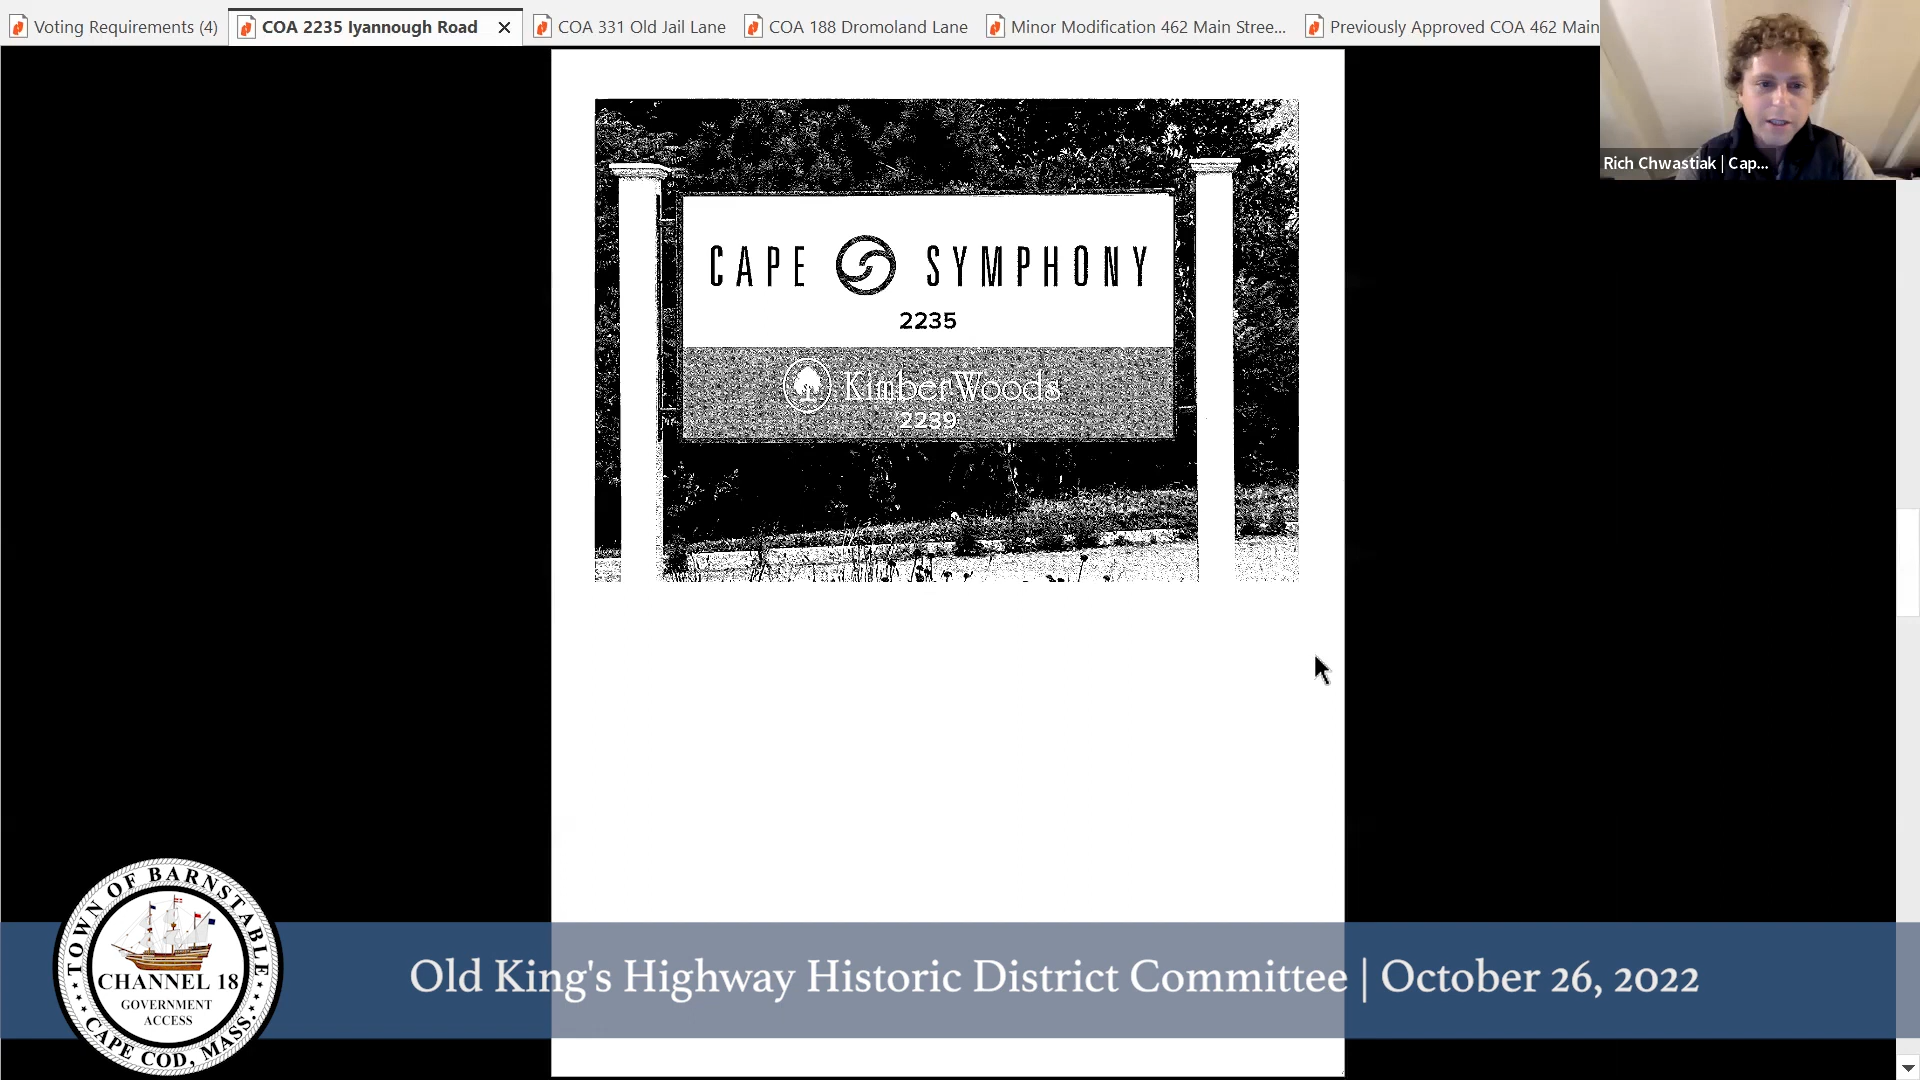 Voting Requirements (4)
COA 2235 Iyannough Road
COA 331 Old Jail Lane
COA 188 Dromoland Lane
Minor Modification 462 Main Stree...
Previously Approved COA 462 Main
Rich Chwastiak | Cap...
CAPE SYMPHONY
2235
KimberWoods
2239
TOWN OF BARNSTABLE
CHANNEL 18
GOVERNMENT
ACCESS
CAPE COD, MASS.
Old King's Highway Historic District Committee | October 26, 2022